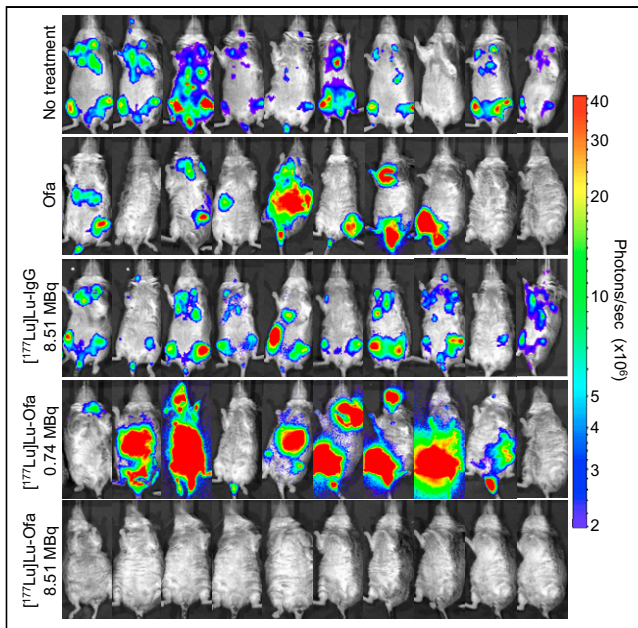 No treatment
Ofa
[¹⁷⁷Lu]Lu-IgG
8.51 MBq
[¹⁷⁷Lu]Lu-Ofa
0.74 MBq
[¹⁷⁷Lu]Lu-Ofa
8.51 MBq
40
30
20
10
5
4
3
2
Photons/sec (x10⁶)